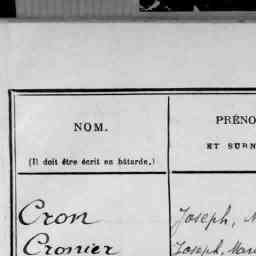 NOM.
(Il doit être écrit en bâtarde.)
PRÉNO
ET SURN
Cron
Joseph,
Cronier
Joseph, Mari